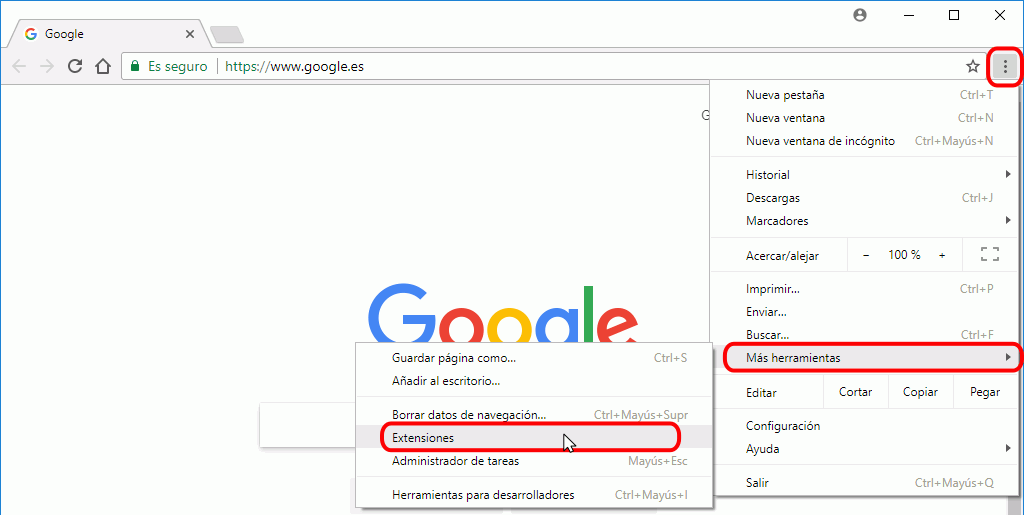 Google
Es seguro https://www.google.es
G
Nueva pestaña Ctrl+T
Nueva ventana Ctrl+N
Nueva ventana de incógnito Ctrl+Mayús+N
Historial
Descargas Ctrl+J
Marcadores
Acercar/alejar − 100 % +
Imprimir... Ctrl+P
Enviar...
Buscar... Ctrl+F
Más herramientas
Editar Cortar Copiar Pegar
Configuración
Ayuda
Salir Ctrl+Mayús+Q
Google
Guardar página como... Ctrl+S
Añadir al escritorio...
Borrar datos de navegación... Ctrl+Mayús+Supr
Extensiones
Administrador de tareas Mayús+Esc
Herramientas para desarrolladores Ctrl+Mayús+I